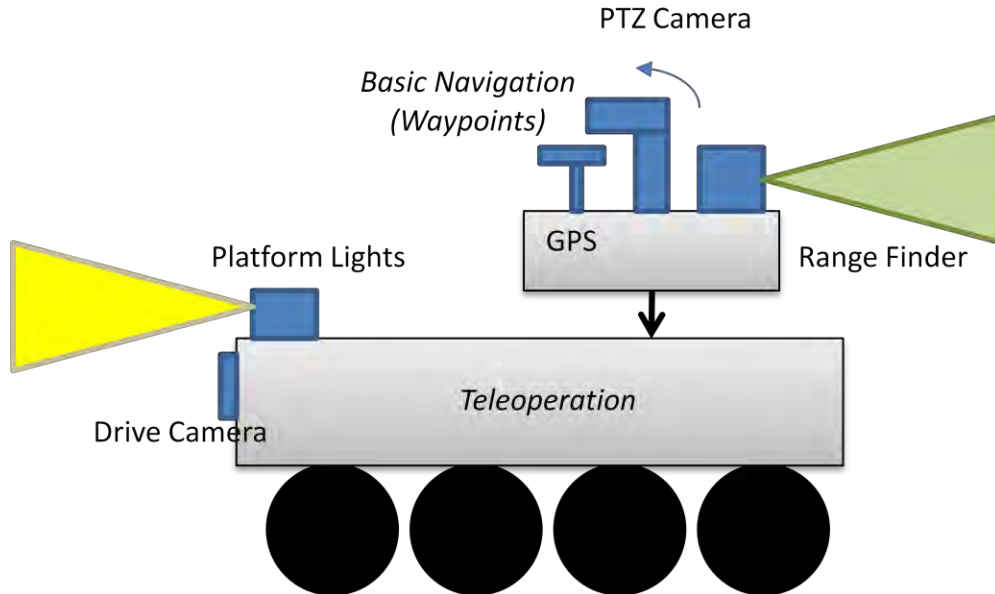 PTZ Camera
Basic Navigation
(Waypoints)
GPS
Platform Lights
Range Finder
Teleoperation
Drive Camera